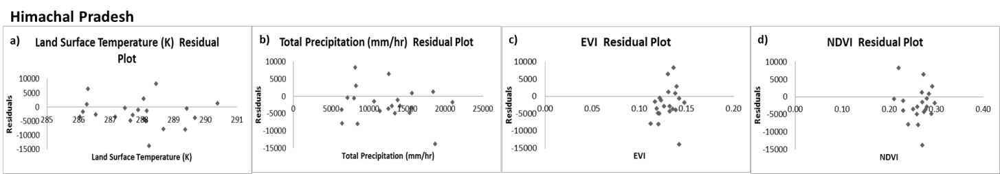 Himachal Pradesh
a) Land Surface Temperature (K) Residual
Plot
10000
5000
0
-5000
-10000
-15000
285 286 287 288 289 290 291
Residuals
Land Surface Temperature (K)
b) Total Precipitation (mm/hr) Residual Plot
10000
5000
0
-5000
-10000
-15000
0 5000 10000 15000 20000 25000
Residuals
Total Precipitation (mm/hr)
c) EVI Residual Plot
10000
5000
0
-5000
-10000
-15000
0.00 0.05 0.10 0.15 0.20
Residuals
EVI
d) NDVI Residual Plot
10000
5000
0
-5000
-10000
-15000
0.00 0.10 0.20 0.30 0.40
Residuals
NDVI